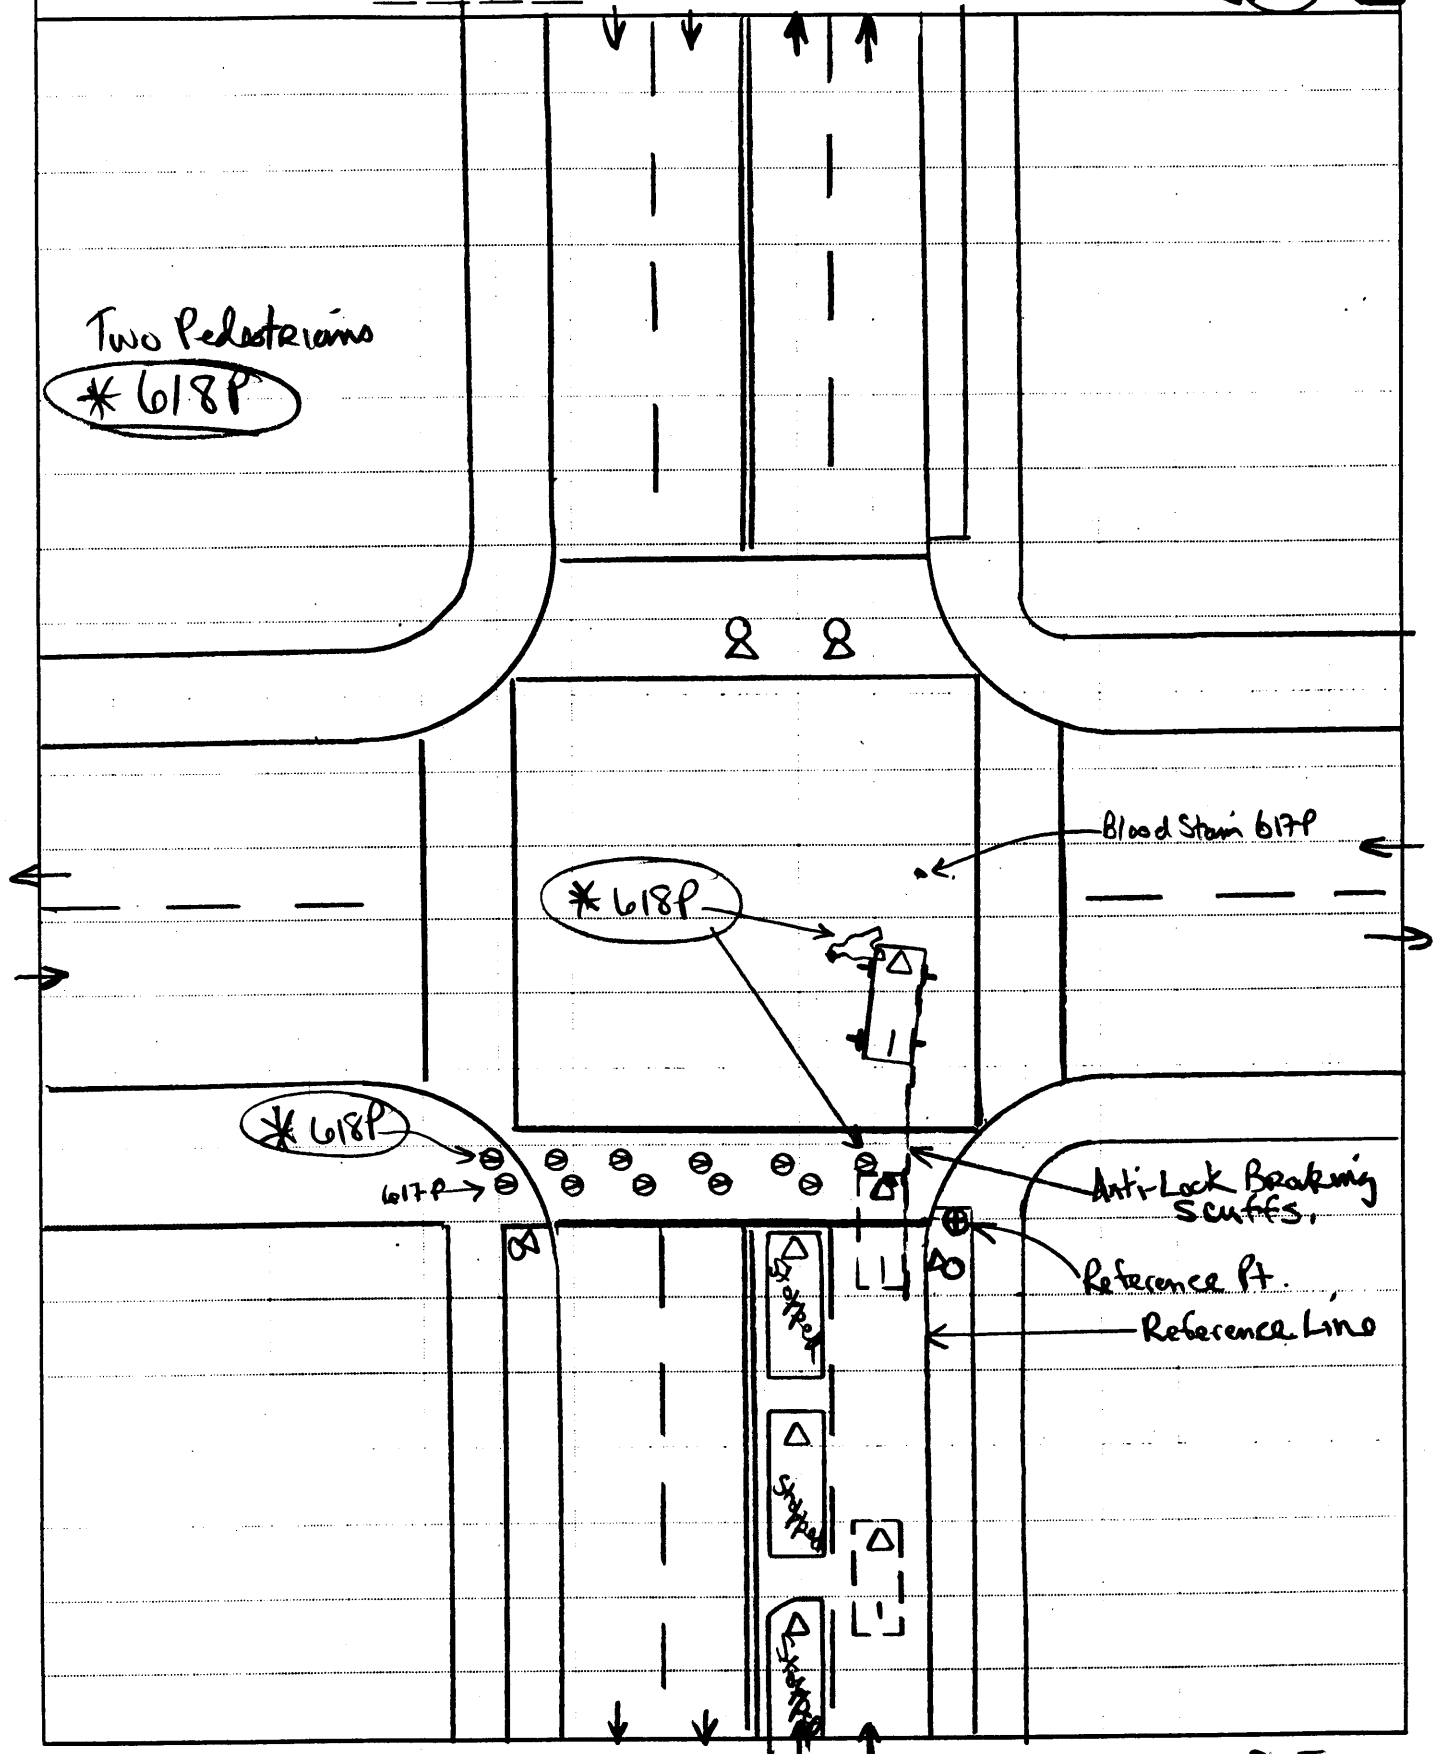 Two Pedestrians
* 618P
Blood Stain 617P
* 618P
* 618P
617P
Anti-Lock Braking
Scuffs.
Reference Pt.
Reference Line
Stopped
Stopped
Stopped